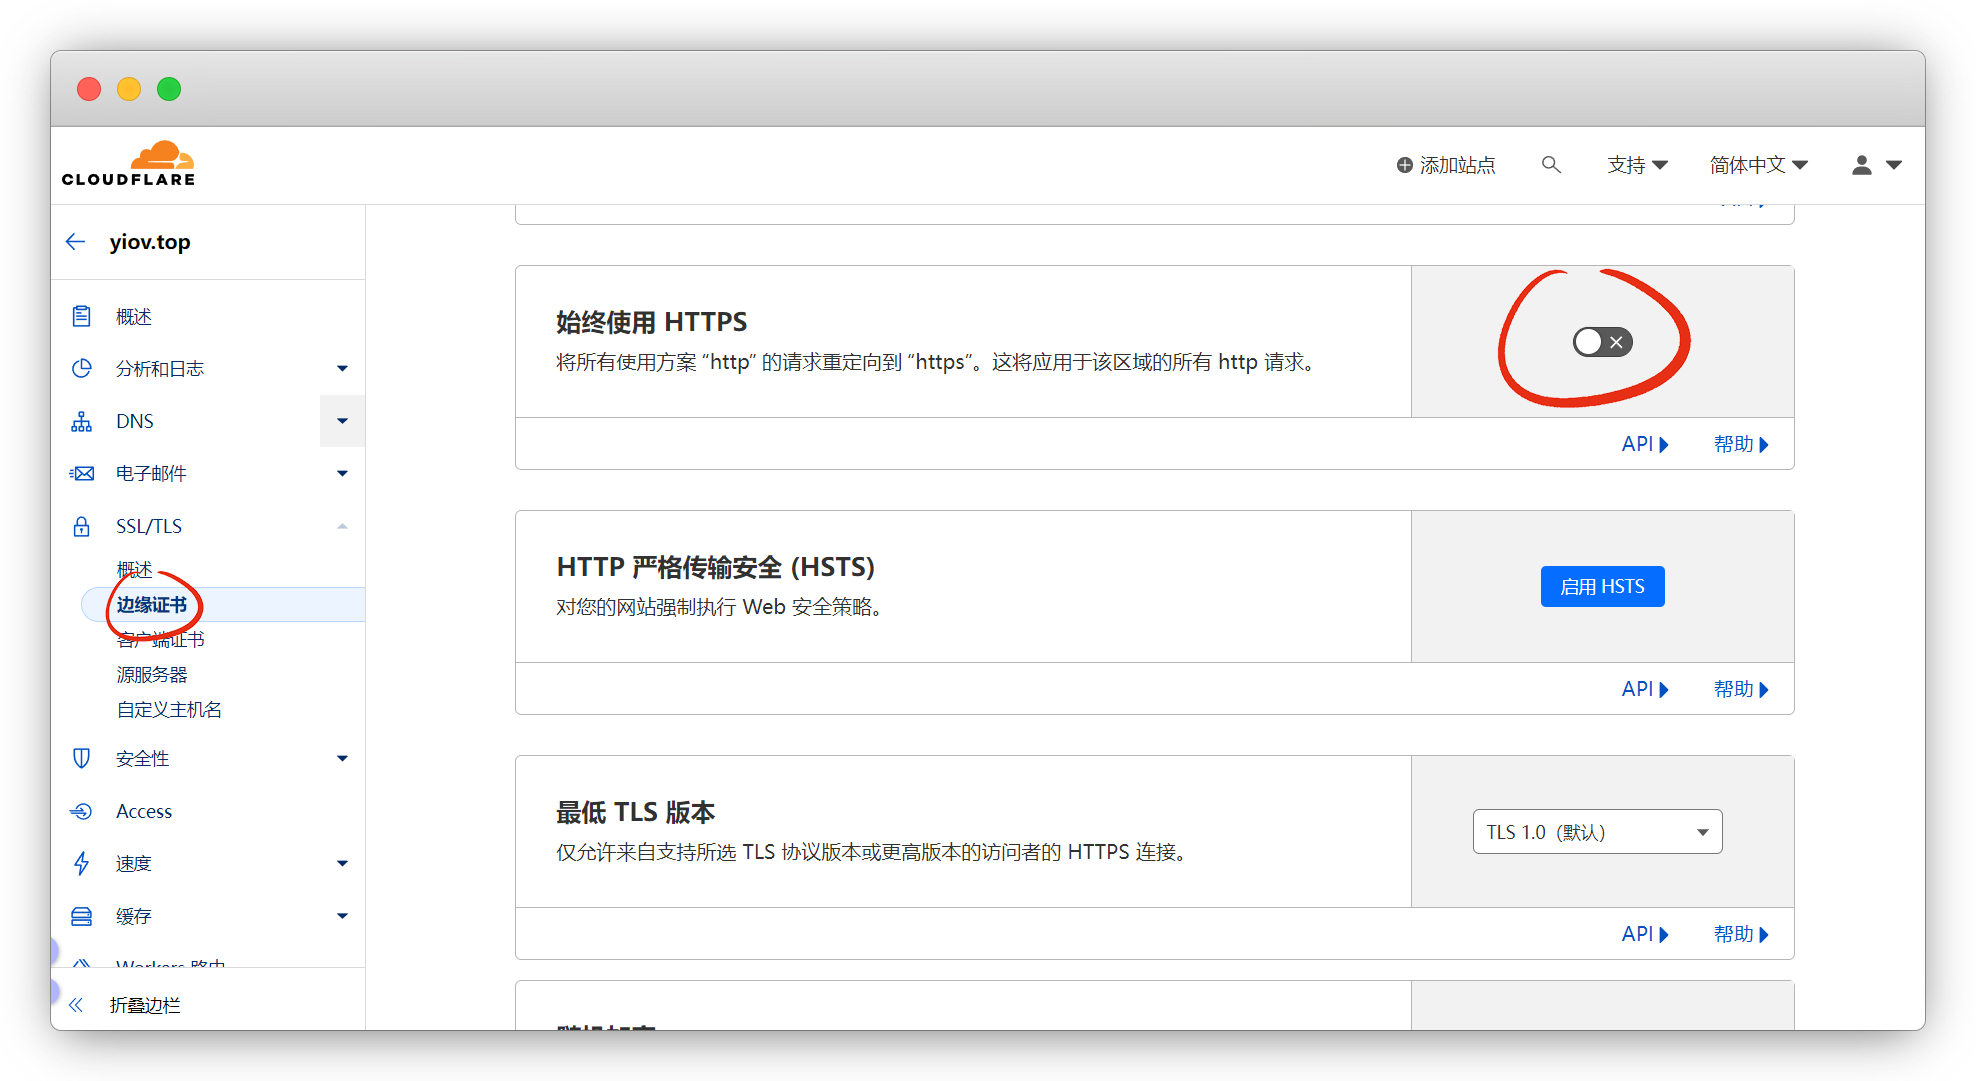 CLOUDFLARE
添加站点
支持
简体中文
yiov.top
概述
分析和日志
DNS
电子邮件
SSL/TLS
概述
边缘证书
客户端证书
源服务器
自定义主机名
安全性
Access
速度
缓存
Workers 路由
折叠边栏
始终使用 HTTPS
将所有使用方案 “http” 的请求重定向到 “https”。这将应用于该区域的所有 http 请求。
API
帮助
HTTP 严格传输安全 (HSTS)
对您的网站强制执行 Web 安全策略。
启用 HSTS
API
帮助
最低 TLS 版本
仅允许来自支持所选 TLS 协议版本或更高版本的访问者的 HTTPS 连接。
TLS 1.0（默认）
API
帮助